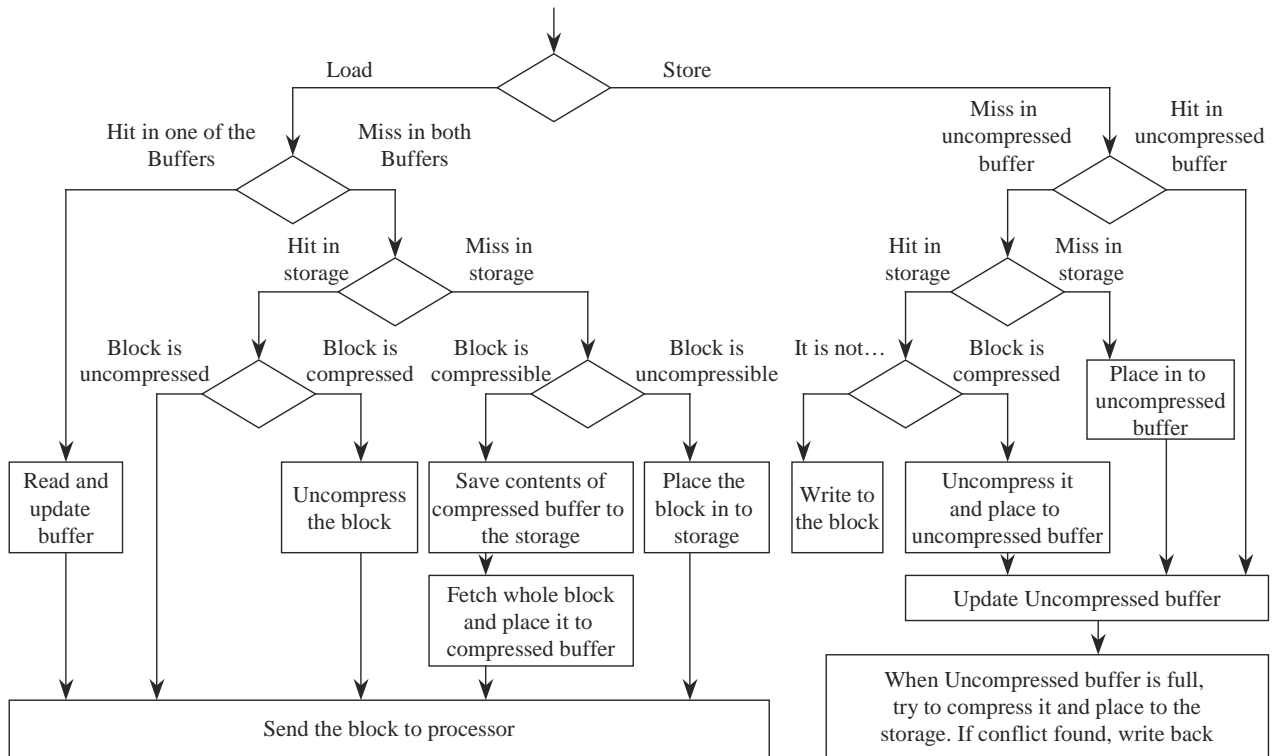 Load
Store
Hit in one of the
Buffers
Miss in both
Buffers
Miss in
uncompressed
buffer
Hit in
uncompressed
buffer
Hit in
storage
Miss in
storage
Hit in
storage
Miss in
storage
Block is
uncompressed
Block is
compressed
Block is
compressible
Block is
uncompressible
It is not…
Block is
compressed
Place in to
uncompressed
buffer
Read and
update
buffer
Uncompress
the block
Save contents of
compressed buffer to
the storage
Place the
block in to
storage
Write to
the block
Uncompress it
and place to
uncompressed buffer
Fetch whole block
and place it to
compressed buffer
Update Uncompressed buffer
Send the block to processor
When Uncompressed buffer is full,
try to compress it and place to the
storage. If conflict found, write back